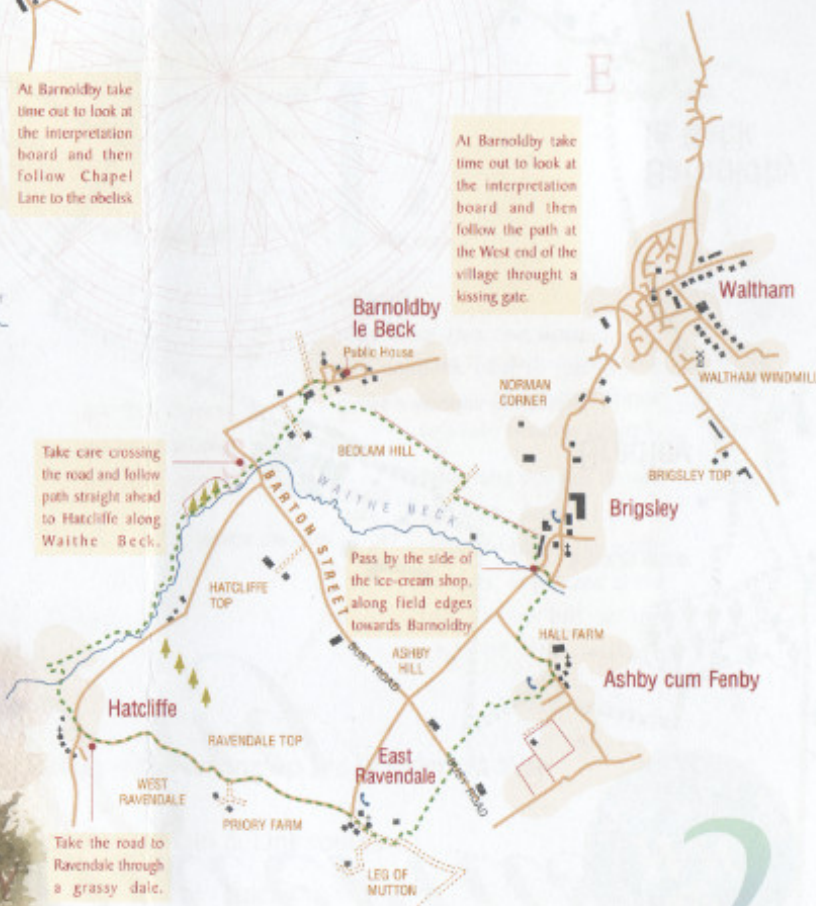 At Barnoldby take
time out to look at
the interpretation
board and then
follow Chapel
Lane to the obelisk
E
At Barnoldby take
time out to look at
the interpretation
board and then
follow the path at
the West end of the
village throught a
kissing gate.
Waltham
WALTHAM WINDMILL
Barnoldby
le Beck
Public House
NORMAN
CORNER
BEDLAM HILL
BRIGSLEY TOP
Take care crossing
the road and follow
path straight ahead
to Hatcliffe along
Waithe Beck.
S
WAITHE BECK
BARTON STREET
Brigsley
Pass by the side of
the ice-cream shop,
along field edges
towards Barnoldby
HATCLIFFE
TOP
HALL FARM
ASHBY
HILL
BUSY ROAD
Ashby cum Fenby
Hatcliffe
RAVENDALE TOP
East
Ravendale
BUSY ROAD
WEST
RAVENDALE
PRIORY FARM
Take the road to
Ravendale through
a grassy dale.
LEG OF
MUTTON
2